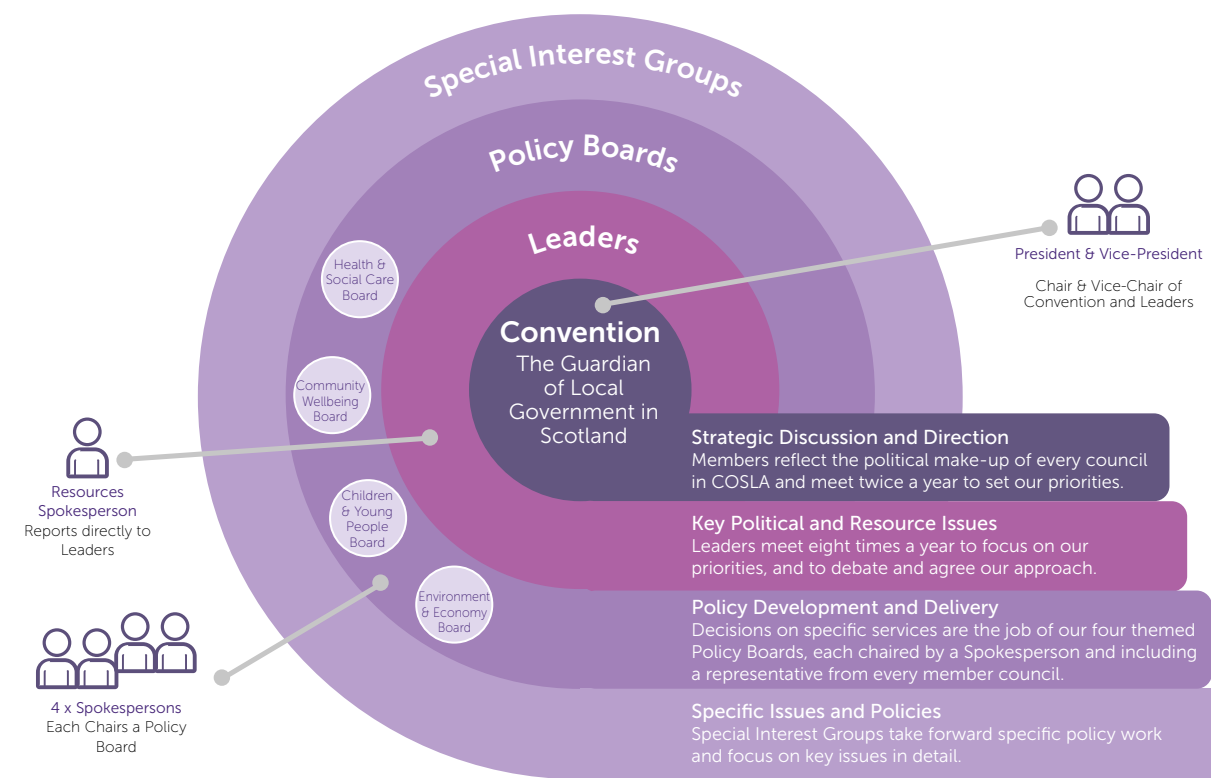 Special Interest Groups
Policy Boards
Leaders
Health &
Social Care
Board
Community
Wellbeing
Board
Children
& Young
People
Board
Environment
& Economy
Board
Convention
The Guardian
of Local
Government in
Scotland
President & Vice-President
Chair & Vice-Chair of
Convention and Leaders
Resources
Spokesperson
Reports directly to
Leaders
4 x Spokespersons
Each Chairs a Policy
Board
Strategic Discussion and Direction
Members reflect the political make-up of every council
in COSLA and meet twice a year to set our priorities.
Key Political and Resource Issues
Leaders meet eight times a year to focus on our
priorities, and to debate and agree our approach.
Policy Development and Delivery
Decisions on specific services are the job of our four themed
Policy Boards, each chaired by a Spokesperson and including
a representative from every member council.
Specific Issues and Policies
Special Interest Groups take forward specific policy work
and focus on key issues in detail.